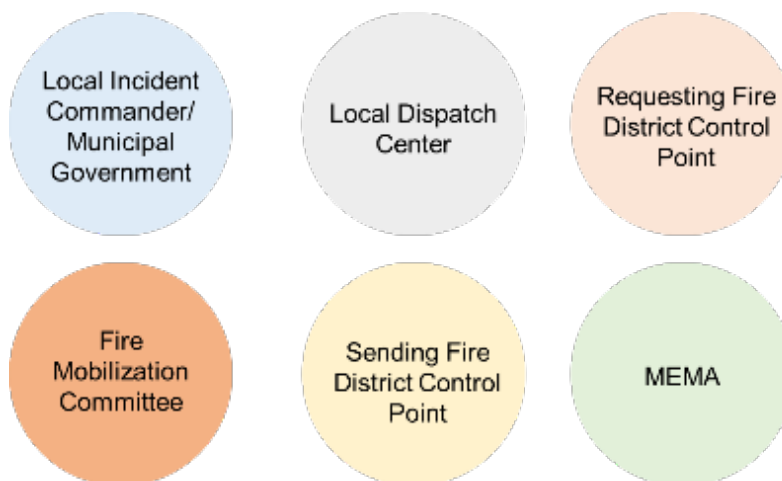 Local Incident
Commander/
Municipal
Government
Local Dispatch
Center
Requesting Fire
District Control
Point
Fire
Mobilization
Committee
Sending Fire
District Control
Point
MEMA